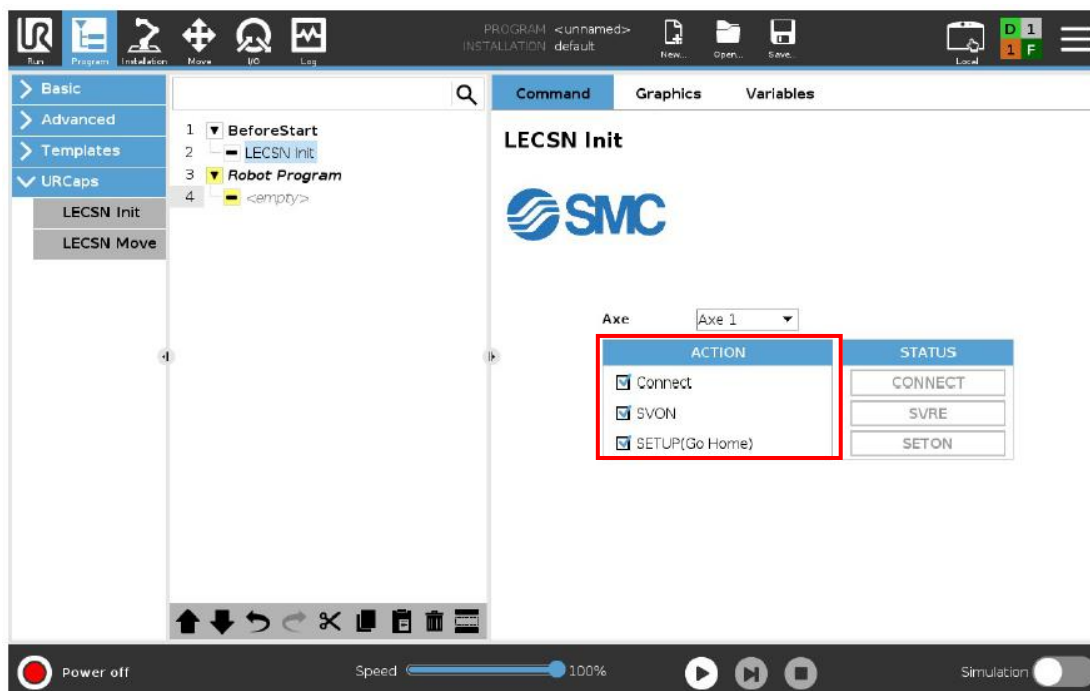 PROGRAM <unnamed>
INSTALLATION default
Run Program Installation Move I/O Log New... Open... Save... Local
D 1
1 F
Basic
Advanced
Templates
URCaps
LECSN Init
LECSN Move
1 BeforeStart
2 LECSN Init
3 Robot Program
4 <empty>
Command Graphics Variables
LECSN Init
SMC
Axe Axe 1
ACTION STATUS
Connect CONNECT
SVON SVRE
SETUP(Go Home) SETON
Power off Speed 100% Simulation